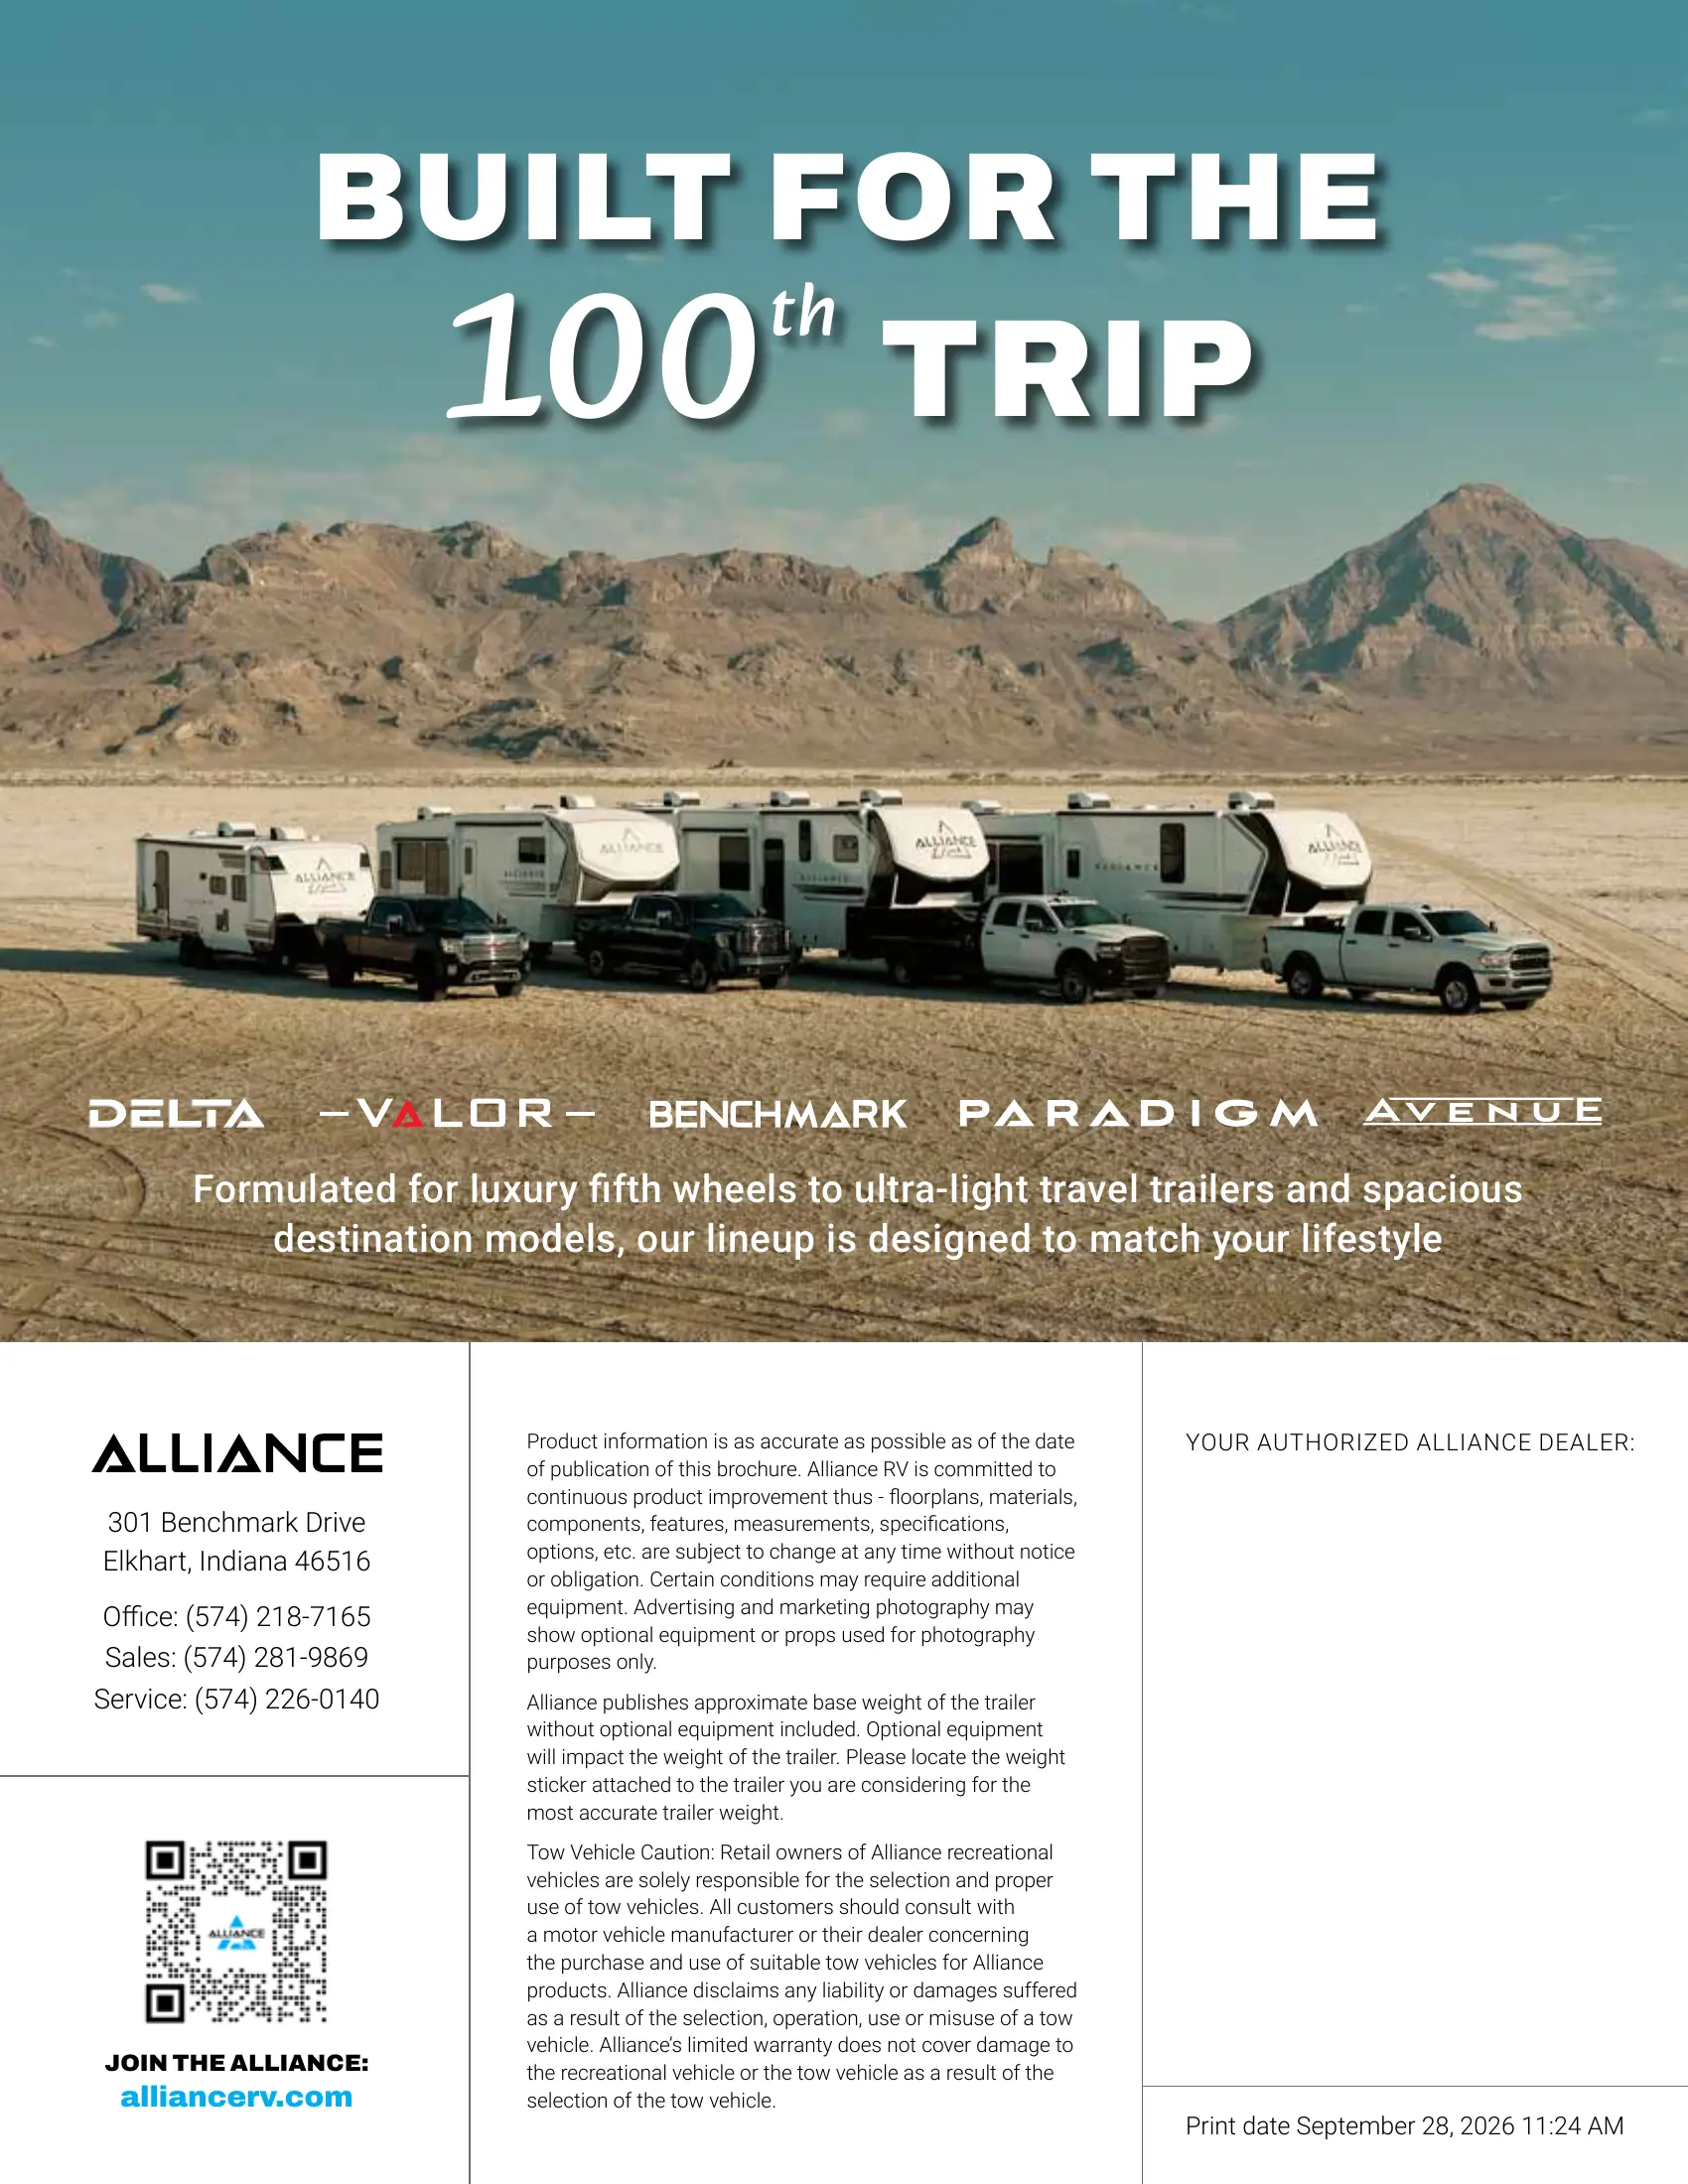 BUILT FOR THE
100th TRIP
ALLIANCE
ALLIANCE
ALLIANCE
ALLIANCE
ALLIANCE
DELTA
–VALOR–
BENCHMARK
PARADIGM
AVENUE
Formulated for luxury fifth wheels to ultra-light travel trailers and spacious
destination models, our lineup is designed to match your lifestyle
ALLIANCE
301 Benchmark Drive
Elkhart, Indiana 46516
Office: (574) 218-7165
Sales: (574) 281-9869
Service: (574) 226-0140
ALLIANCE
JOIN THE ALLIANCE:
alliancerv.com
Product information is as accurate as possible as of the date
of publication of this brochure. Alliance RV is committed to
continuous product improvement thus - floorplans, materials,
components, features, measurements, specifications,
options, etc. are subject to change at any time without notice
or obligation. Certain conditions may require additional
equipment. Advertising and marketing photography may
show optional equipment or props used for photography
purposes only.
Alliance publishes approximate base weight of the trailer
without optional equipment included. Optional equipment
will impact the weight of the trailer. Please locate the weight
sticker attached to the trailer you are considering for the
most accurate trailer weight.
Tow Vehicle Caution: Retail owners of Alliance recreational
vehicles are solely responsible for the selection and proper
use of tow vehicles. All customers should consult with
a motor vehicle manufacturer or their dealer concerning
the purchase and use of suitable tow vehicles for Alliance
products. Alliance disclaims any liability or damages suffered
as a result of the selection, operation, use or misuse of a tow
vehicle. Alliance’s limited warranty does not cover damage to
the recreational vehicle or the tow vehicle as a result of the
selection of the tow vehicle.
YOUR AUTHORIZED ALLIANCE DEALER:
Print date September 28, 2026 11:24 AM